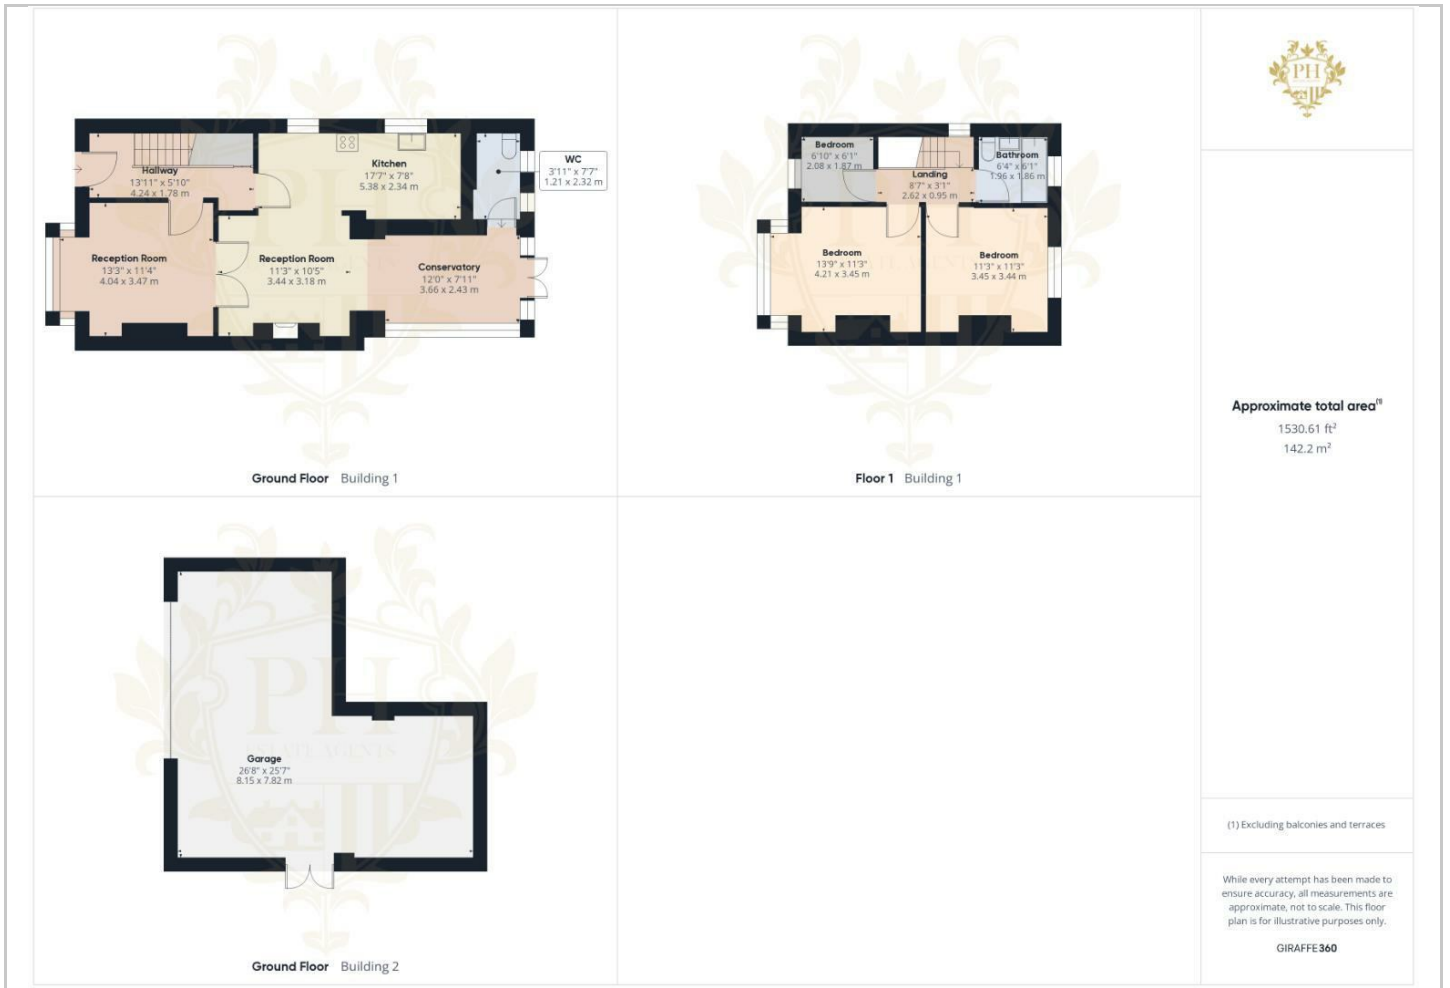 Hallway
13'11" x 5'10"
4.24 x 1.78 m
Kitchen
17'7" x 7'8"
5.38 x 2.34 m
WC
3'11" x 7'7"
1.21 x 2.32 m
Reception Room
13'3" x 11'4"
4.04 x 3.47 m
Reception Room
11'3" x 10'5"
3.44 x 3.18 m
Conservatory
12'0" x 7'11"
3.66 x 2.43 m
Ground Floor Building 1
Bedroom
6'10" x 6'1"
2.08 x 1.87 m
Landing
8'7" x 3'1"
2.62 x 0.95 m
Bathroom
6'4" x 6'1"
1.96 x 1.86 m
Bedroom
13'9" x 11'3"
4.21 x 3.45 m
Bedroom
11'3" x 11'3"
3.45 x 3.44 m
Floor 1 Building 1
PH
Approximate total area(1)
1530.61 ft²
142.2 m²
PH
ESTATE AGENTS
Garage
26'8" x 25'7"
8.15 x 7.82 m
Ground Floor Building 2
(1) Excluding balconies and terraces
While every attempt has been made to
ensure accuracy, all measurements are
approximate, not to scale. This floor
plan is for illustrative purposes only.
GIRAFFE360